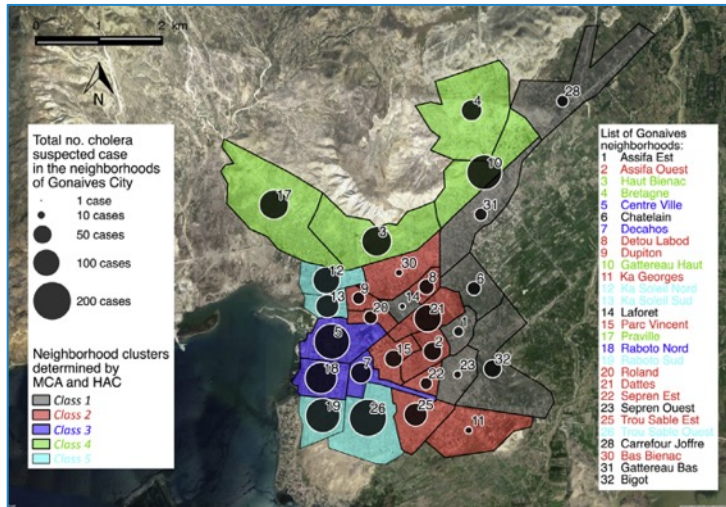 0 1 2 km
N
Total no. cholera
suspected case
in the neighborhoods
of Gonaives City
1 case
10 cases
50 cases
100 cases
200 cases
Neighborhood clusters
determined by
MCA and HAC
Class 1
Class 2
Class 3
Class 4
Class 5
28
4
10
31
17
3
12
30
9
8
6
13
14
20
21
1
5
15
2
18
7
22
23
32
19
26
25
11
List of Gonaives
neighborhoods:
1 Assifa Est
2 Assifa Ouest
3 Haut Bienac
4 Bretagne
5 Centre Ville
6 Chatelain
7 Decahos
8 Detou Labod
9 Dupiton
10 Gattereau Haut
11 Ka Georges
12 Ka Soleil Nord
13 Ka Soleil Sud
14 Laforet
15 Parc Vincent
17 Praville
18 Raboto Nord
19 Raboto Sud
20 Roland
21 Dattes
22 Sepren Est
23 Sepren Ouest
25 Trou Sable Est
26 Trou Sable Ouest
28 Carrefour Joffre
30 Bas Bienac
31 Gattereau Bas
32 Bigot